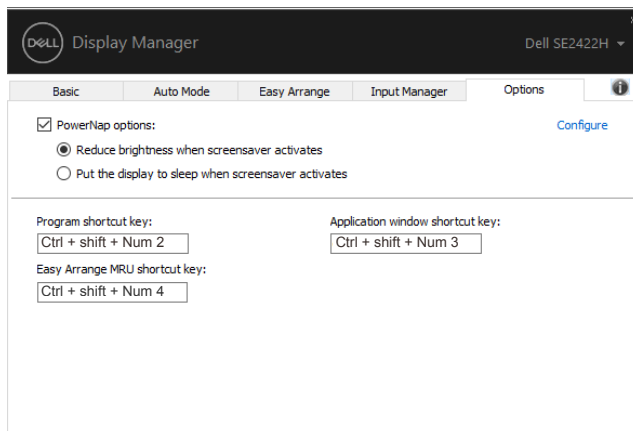 DELL Display Manager
Dell SE2422H
Basic Auto Mode Easy Arrange Input Manager Options
PowerNap options:
Configure
Reduce brightness when screensaver activates
Put the display to sleep when screensaver activates
Program shortcut key:
Application window shortcut key:
Ctrl + shift + Num 2
Ctrl + shift + Num 3
Easy Arrange MRU shortcut key:
Ctrl + shift + Num 4